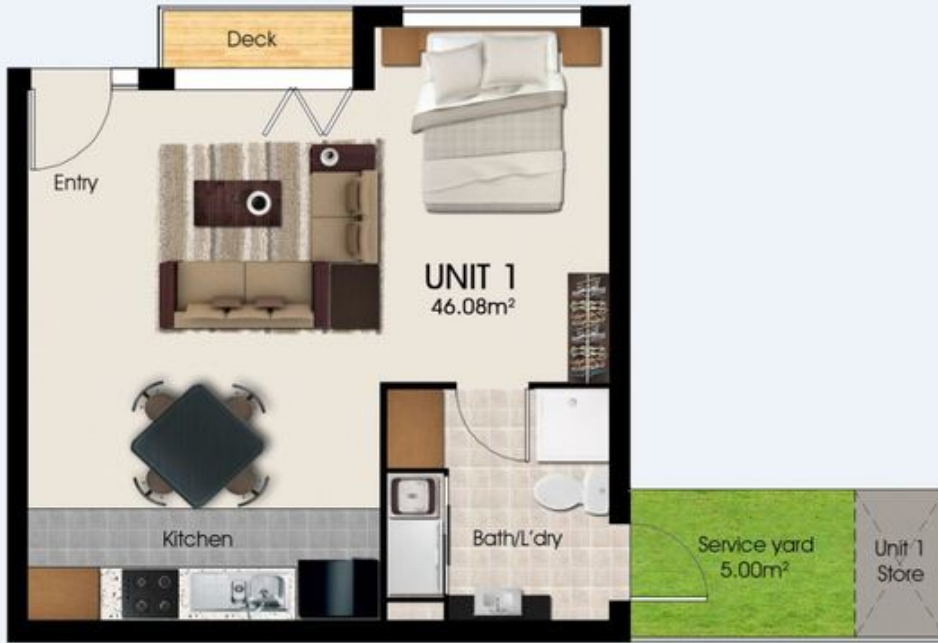 Deck
Entry
UNIT 1
46.08m²
Kitchen
Bath/L'dry
Service yard
5.00m²
Unit 1
Store